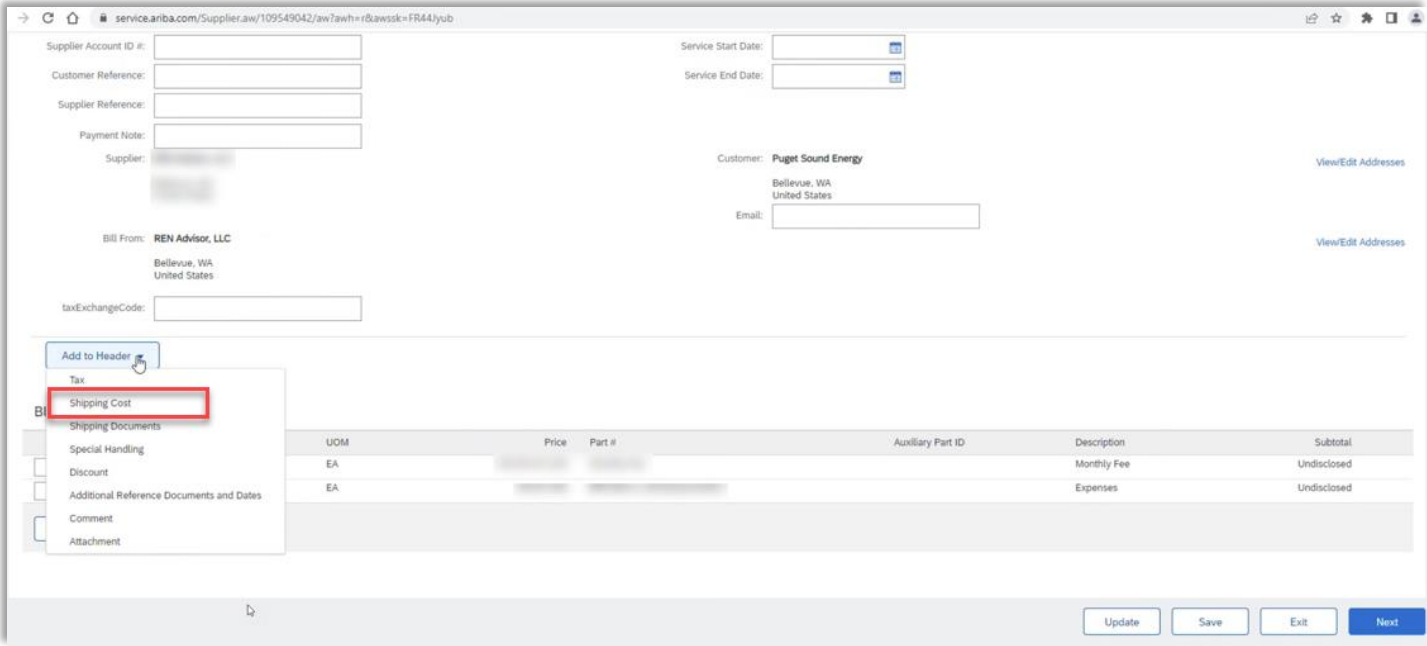 service.ariba.com/Supplier.aw/109549042/aw?awh=r&awssk=FR44Jyub
Supplier Account ID #:
Service Start Date:
Customer Reference:
Service End Date:
Supplier Reference:
Payment Note:
Supplier:
Customer: Puget Sound Energy
View/Edit Addresses
Bellevue, WA
United States
Email:
Bill From: REN Advisor, LLC
View/Edit Addresses
Bellevue, WA
United States
taxExchangeCode:
Add to Header
Tax
Shipping Cost
Shipping Documents
Special Handling
Discount
Additional Reference Documents and Dates
Comment
Attachment
UOM Price Part # Auxiliary Part ID Description Subtotal
EA Monthly Fee Undisclosed
EA Expenses Undisclosed
Update Save Exit Next